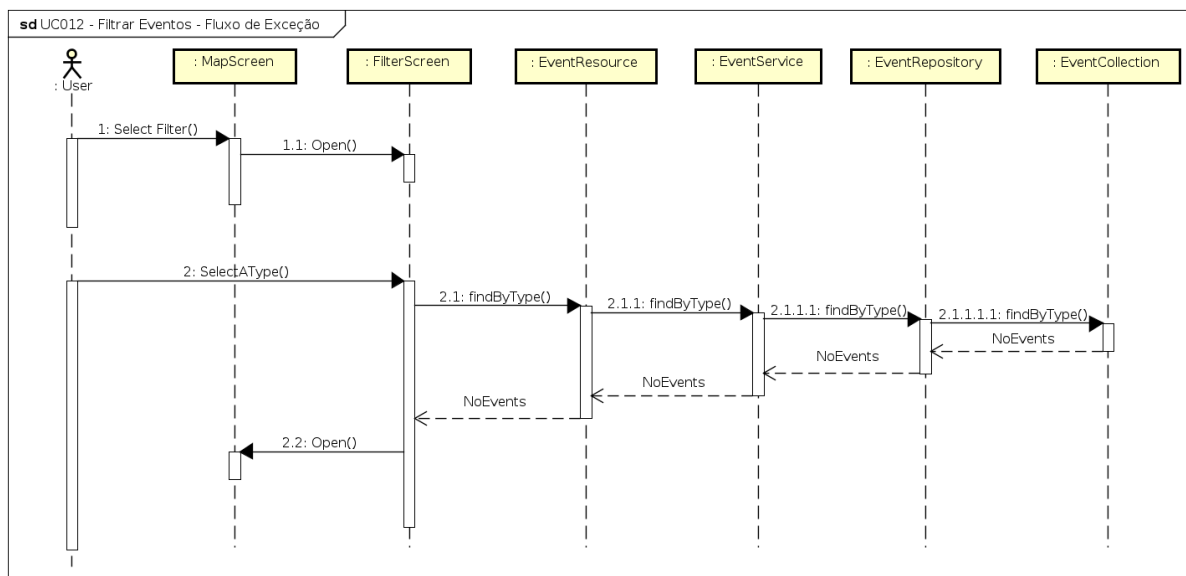 sd UC012 - Filtrar Eventos - Fluxo de Exceção
: User
: MapScreen
: FilterScreen
: EventResource
: EventService
: EventRepository
: EventCollection
1: Select Filter()
1.1: Open()
2: SelectAType()
2.1: findByType()
2.1.1: findByType()
2.1.1.1: findByType()
2.1.1.1.1: findByType()
NoEvents
NoEvents
NoEvents
NoEvents
2.2: Open()